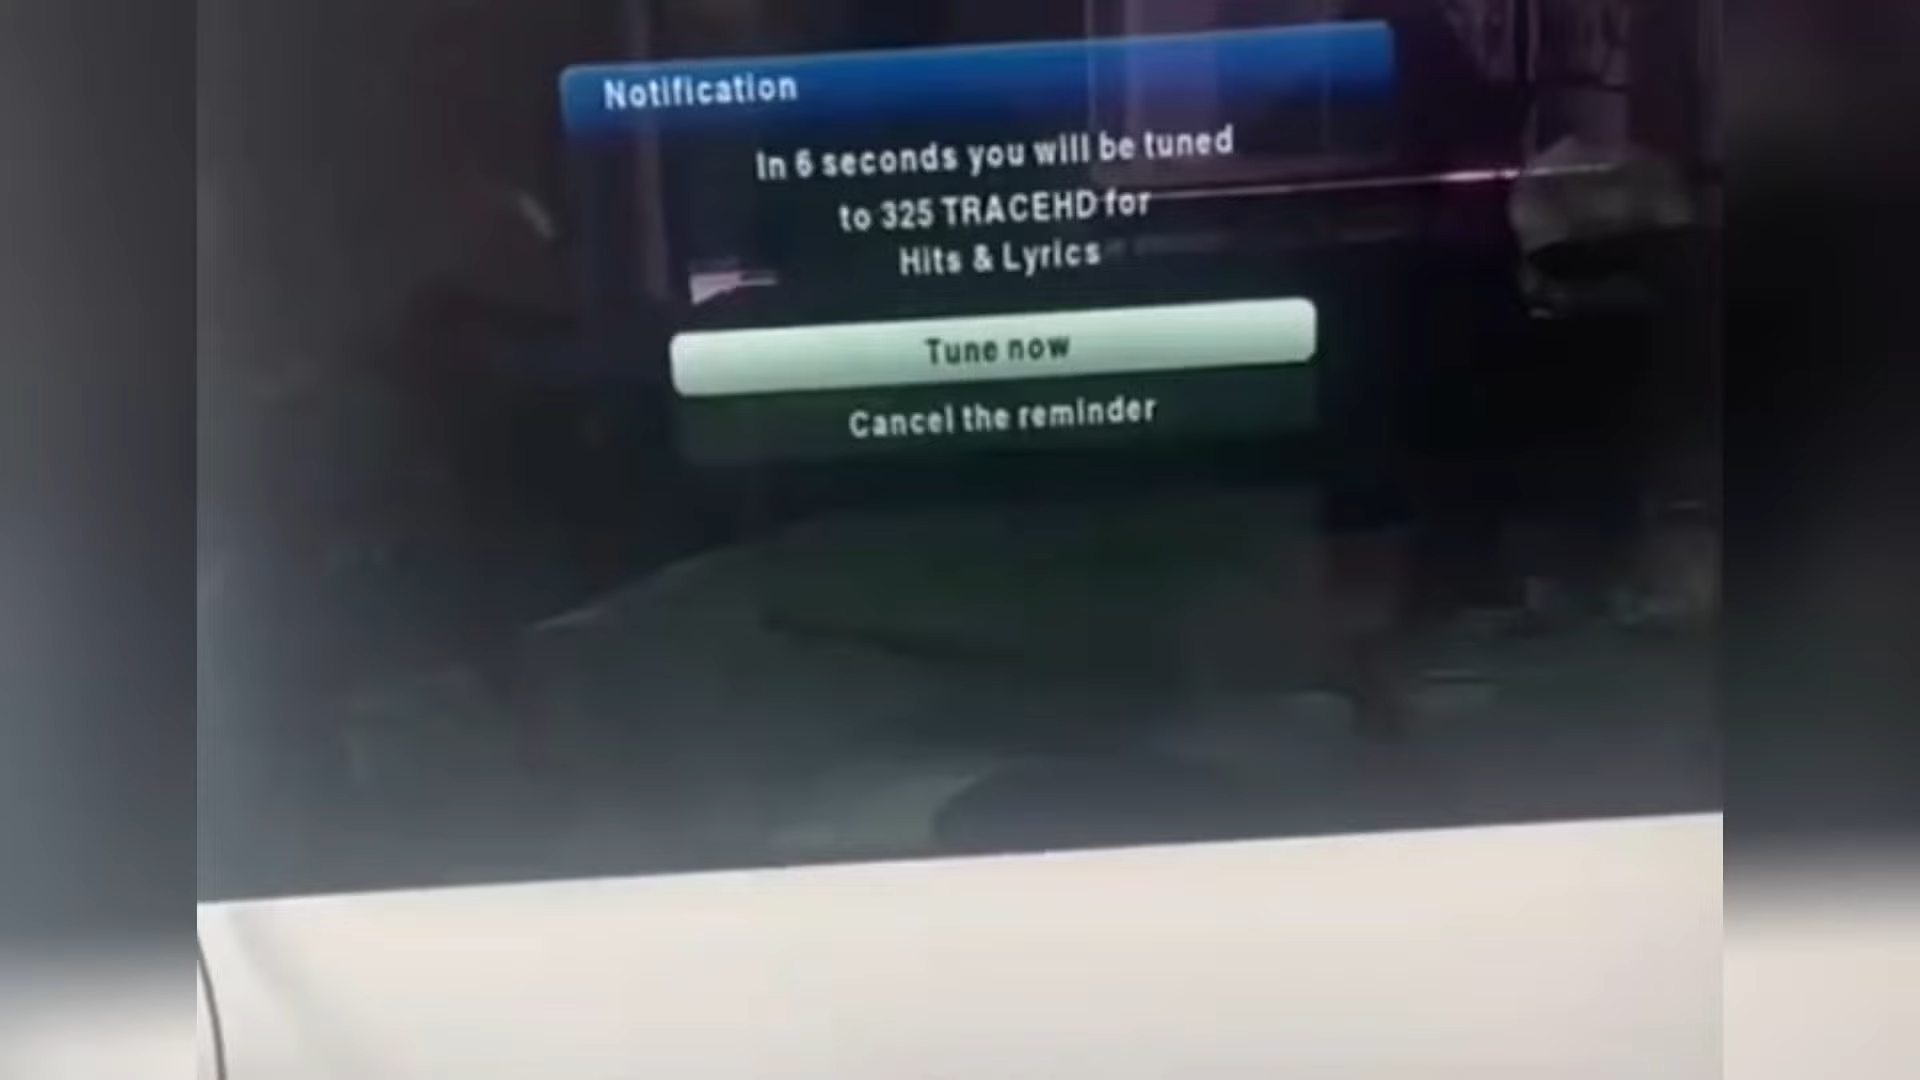 Notification
In 6 seconds you will be tuned
to 325 TRACEHD for
Hits & Lyrics
Tune now
Cancel the reminder